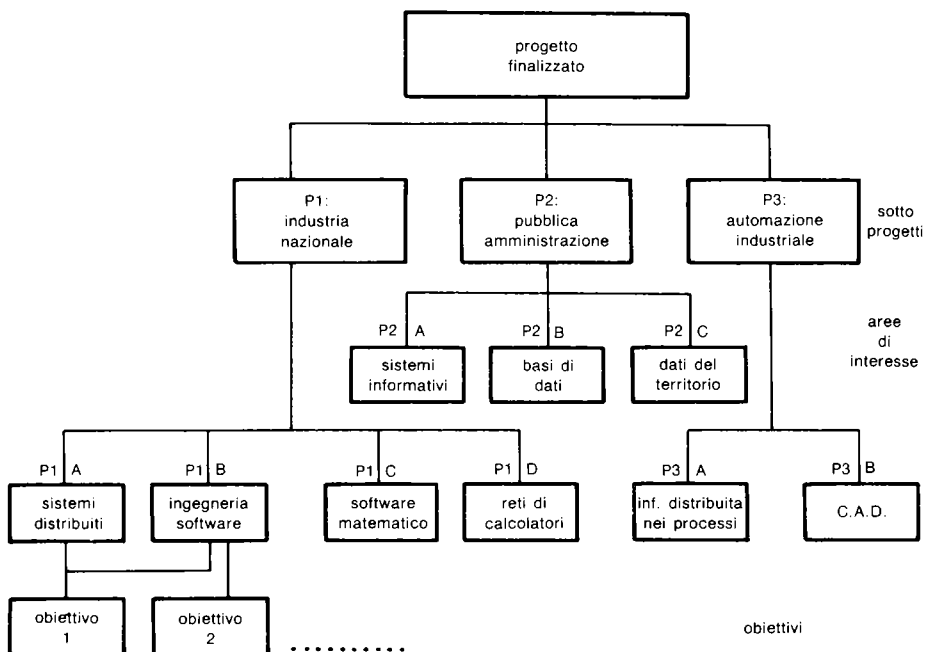 progetto
finalizzato
P1:
industria
nazionale
P2:
pubblica
amministrazione
P3:
automazione
industriale
sotto
progetti
P2 A
sistemi
informativi
P2 B
basi di
dati
P2 C
dati del
territorio
aree
di
interesse
P1 A
sistemi
distribuiti
P1 B
ingegneria
software
P1 C
software
matematico
P1 D
reti di
calcolatori
P3 A
inf. distribuita
nei processi
P3 B
C.A.D.
obiettivo
1
obiettivo
2
..........
obiettivi